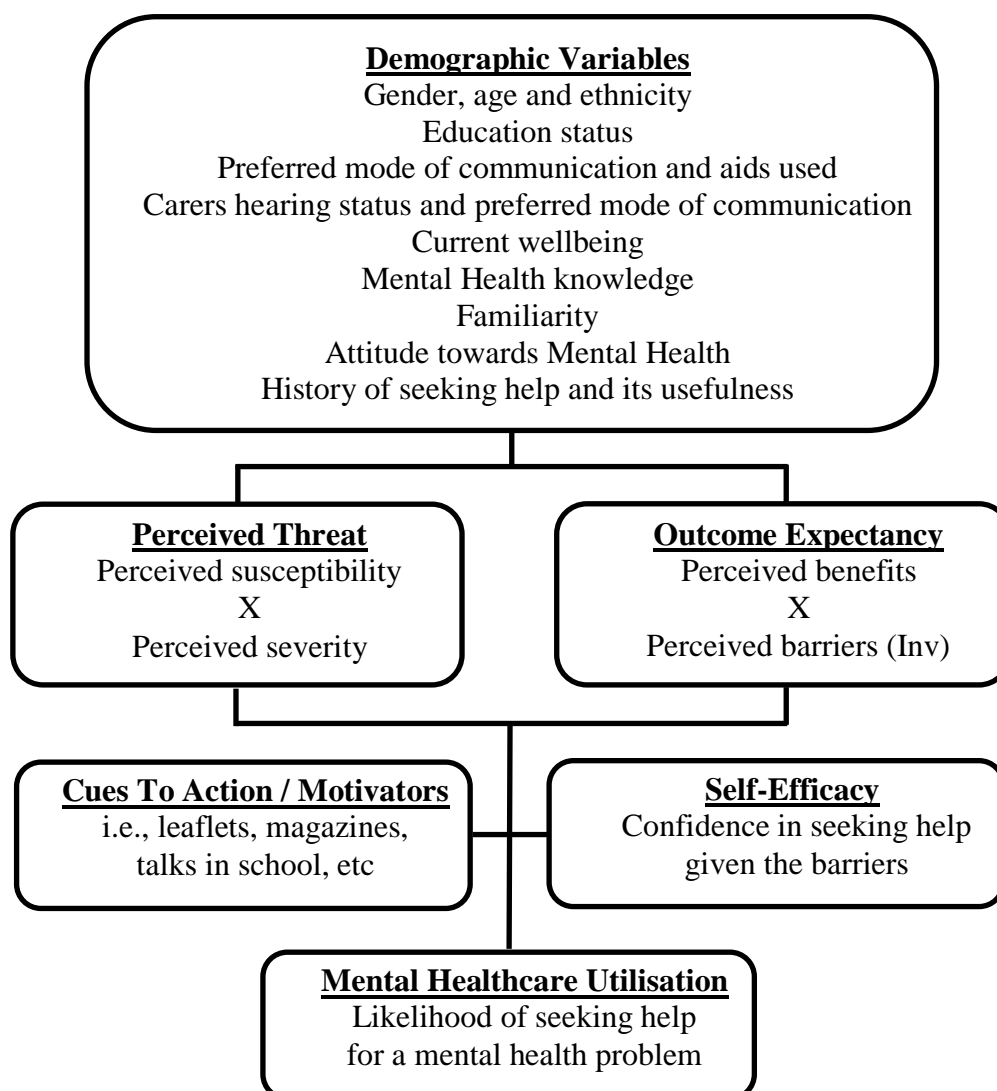 Demographic Variables
Gender, age and ethnicity
Education status
Preferred mode of communication and aids used
Carers hearing status and preferred mode of communication
Current wellbeing
Mental Health knowledge
Familiarity
Attitude towards Mental Health
History of seeking help and its usefulness
Perceived Threat
Perceived susceptibility
X
Perceived severity
Outcome Expectancy
Perceived benefits
X
Perceived barriers (Inv)
Cues To Action / Motivators
i.e., leaflets, magazines,
talks in school, etc
Self-Efficacy
Confidence in seeking help
given the barriers
Mental Healthcare Utilisation
Likelihood of seeking help
for a mental health problem